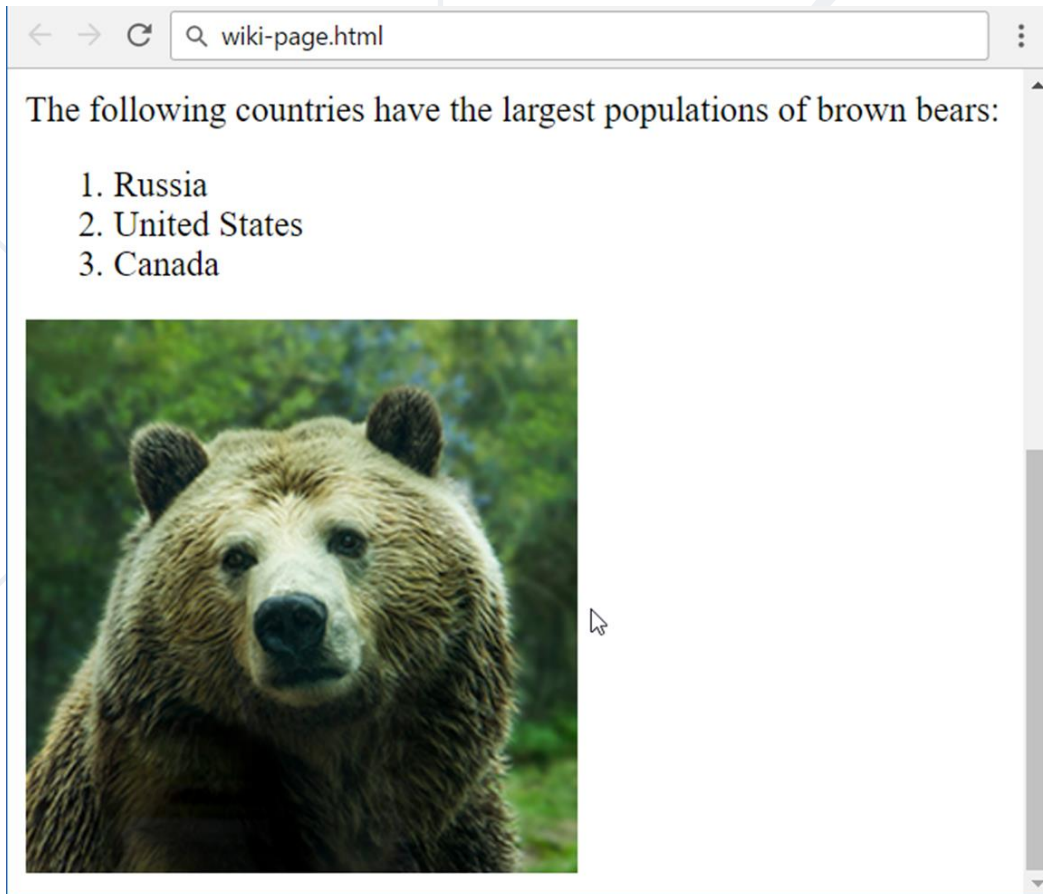 wiki-page.html
The following countries have the largest populations of brown bears:
1. Russia
2. United States
3. Canada